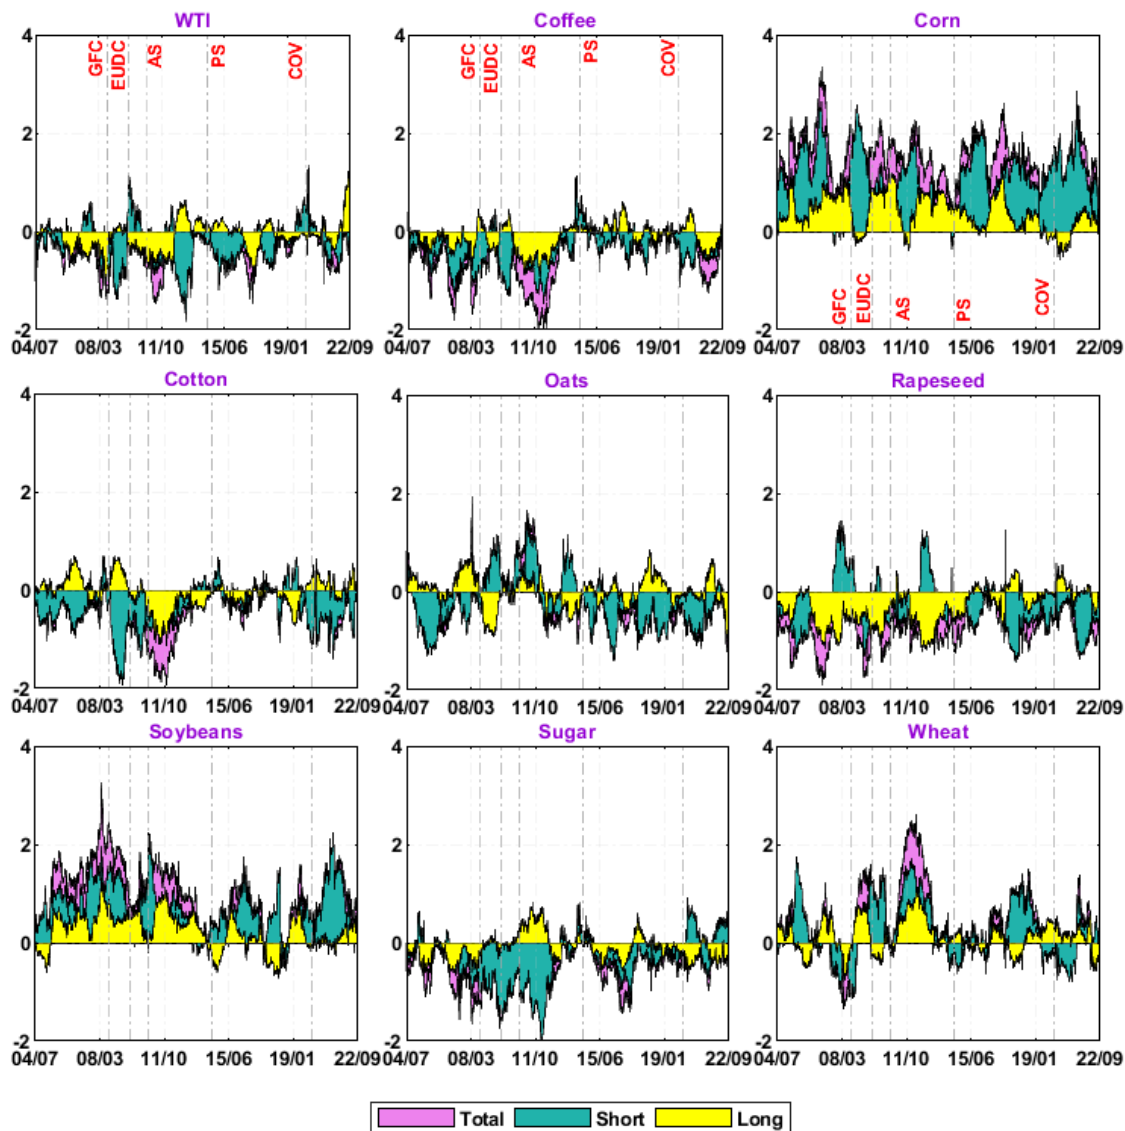 WTI Coffee Corn
4 4 4
GFC EUDC AS PS COV GFC EUDC AS PS COV
2 2 2
0 0 0
GFC EUDC AS PS COV
-2 -2 -2
04/07 08/03 11/10 15/06 19/01 22/09 04/07 08/03 11/10 15/06 19/01 22/09 04/07 08/03 11/10 15/06 19/01 22/09
Cotton Oats Rapeseed
4 4 4
2 2 2
0 0 0
-2 -2 -2
04/07 08/03 11/10 15/06 19/01 22/09 04/07 08/03 11/10 15/06 19/01 22/09 04/07 08/03 11/10 15/06 19/01 22/09
Soybeans Sugar Wheat
4 4 4
2 2 2
0 0 0
-2 -2 -2
04/07 08/03 11/10 15/06 19/01 22/09 04/07 08/03 11/10 15/06 19/01 22/09 04/07 08/03 11/10 15/06 19/01 22/09
Total Short Long